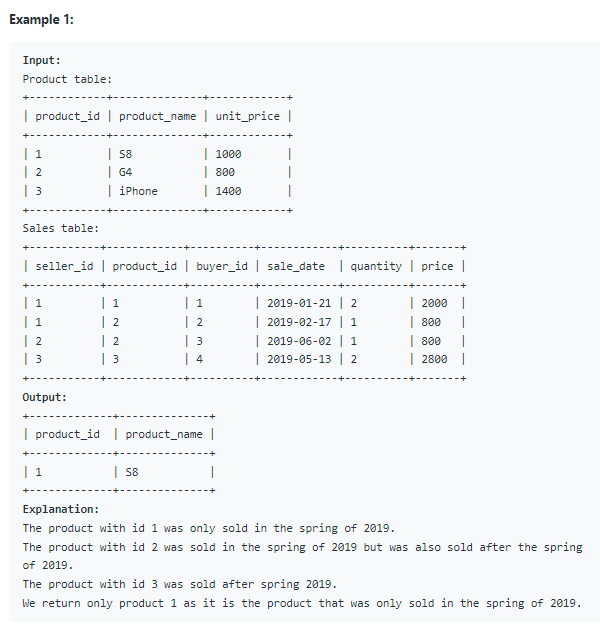 Example 1:
Input:
Product table:
+------------+--------------+------------+
| product_id | product_name | unit_price |
+------------+--------------+------------+
| 1          | S8           | 1000       |
| 2          | G4           | 800        |
| 3          | iPhone       | 1400       |
+------------+--------------+------------+
Sales table:
+-----------+------------+----------+------------+----------+-------+
| seller_id | product_id | buyer_id | sale_date  | quantity | price |
+-----------+------------+----------+------------+----------+-------+
| 1         | 1          | 1        | 2019-01-21 | 2        | 2000  |
| 1         | 2          | 2        | 2019-02-17 | 1        | 800   |
| 2         | 2          | 3        | 2019-06-02 | 1        | 800   |
| 3         | 3          | 4        | 2019-05-13 | 2        | 2800  |
+-----------+------------+----------+------------+----------+-------+
Output:
+-------------+--------------+
| product_id  | product_name |
+-------------+--------------+
| 1           | S8           |
+-------------+--------------+
Explanation:
The product with id 1 was only sold in the spring of 2019.
The product with id 2 was sold in the spring of 2019 but was also sold after the spring
of 2019.
The product with id 3 was sold after spring 2019.
We return only product 1 as it is the product that was only sold in the spring of 2019.